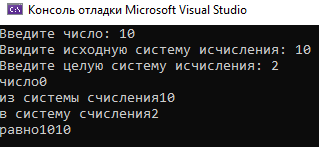 Консоль отладки Microsoft Visual Studio
Введите число: 10
Ввидите исходную систему исчисления: 10
Введите целую систему исчисления: 2
число0
из системы счисления10
в систему счисления2
равно1010